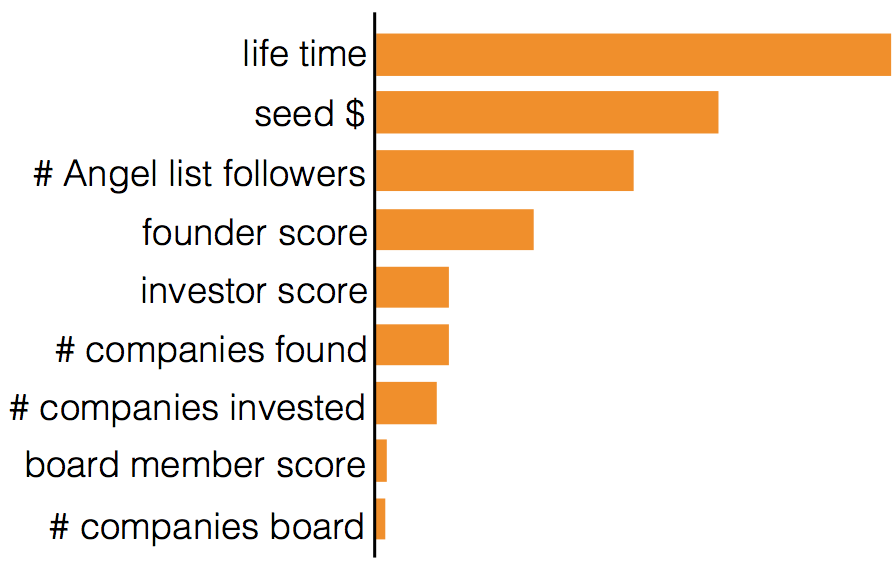 life time
seed $
# Angel list followers
founder score
investor score
# companies found
# companies invested
board member score
# companies board